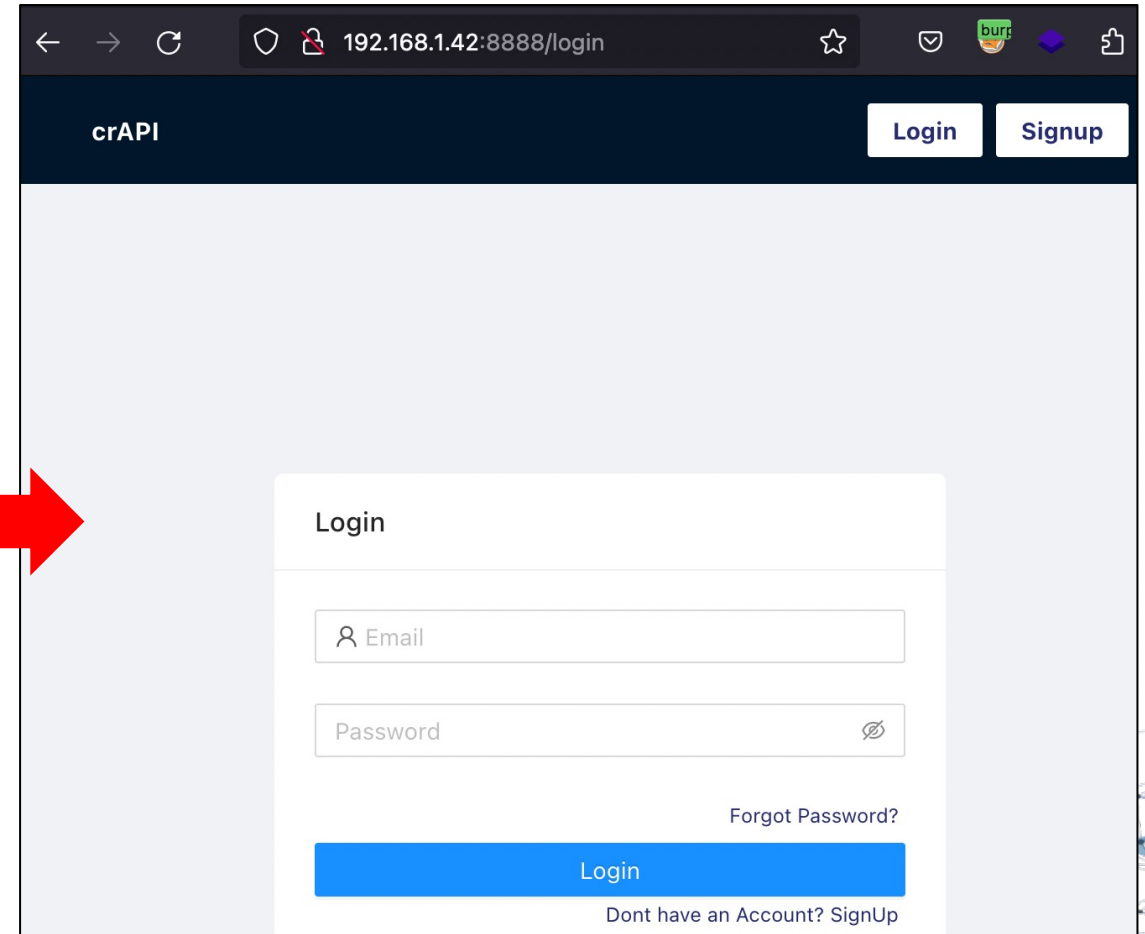 192.168.1.42:8888/login
burp
crAPI
Login Signup
Login
Email
Password
Forgot Password?
Login
Dont have an Account? SignUp